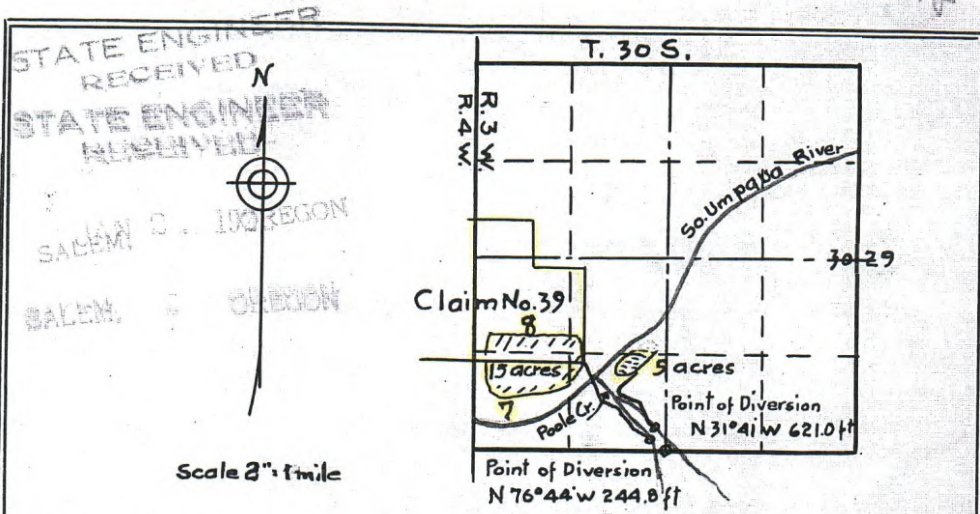 STATE ENGINEER
RECEIVED
STATE ENGINEER
RECEIVED
SALEM, OREGON
SALEM, OREGON
N
Scale 2" = 1 mile
T. 30 S.
R. 3 W.
R. 4 W.
So. Umpqua River
30 29
Claim No. 39
8
15 acres
7
5 acres
Poole Cr.
Point of Diversion
N 31°41' W 621.0 ft
Point of Diversion
N 76°44' W 244.8 ft